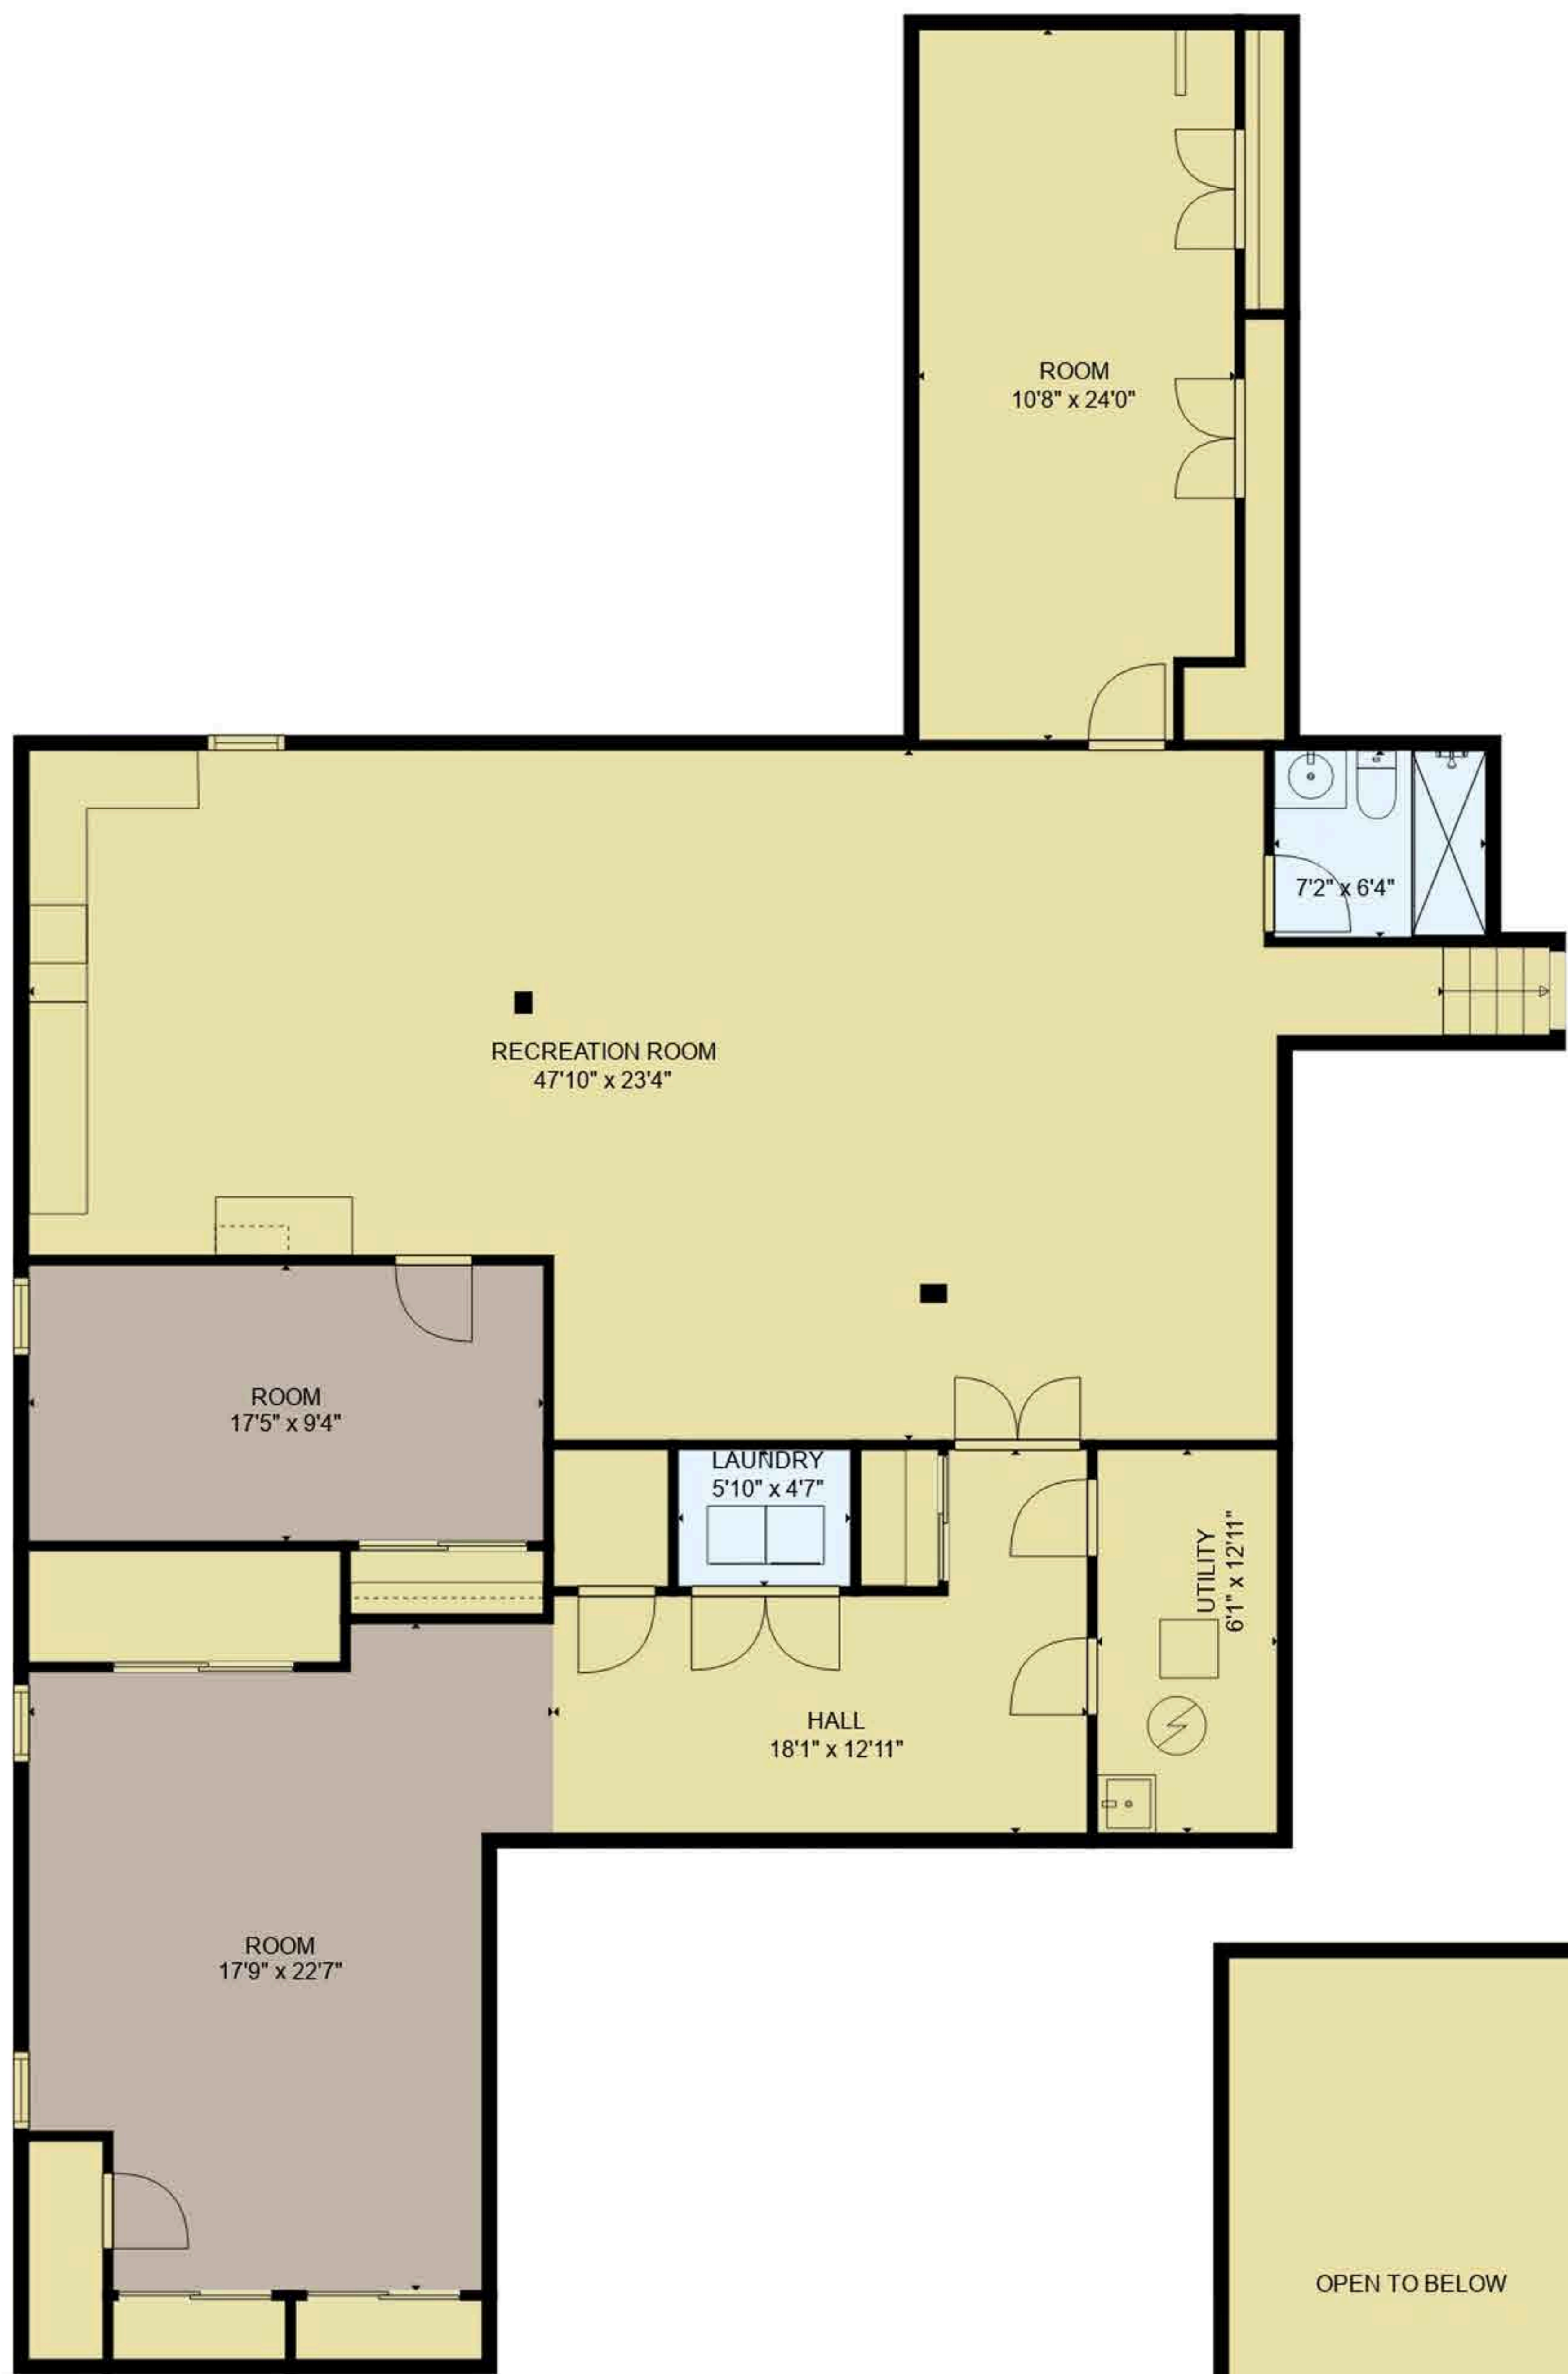 ROOM
10'8" x 24'0"
7'2" x 6'4"
RECREATION ROOM
47'10" x 23'4"
ROOM
17'5" x 9'4"
LAUNDRY
5'10" x 4'7"
UTILITY
6'1" x 12'11"
HALL
18'1" x 12'11"
ROOM
17'9" x 22'7"
OPEN TO BELOW